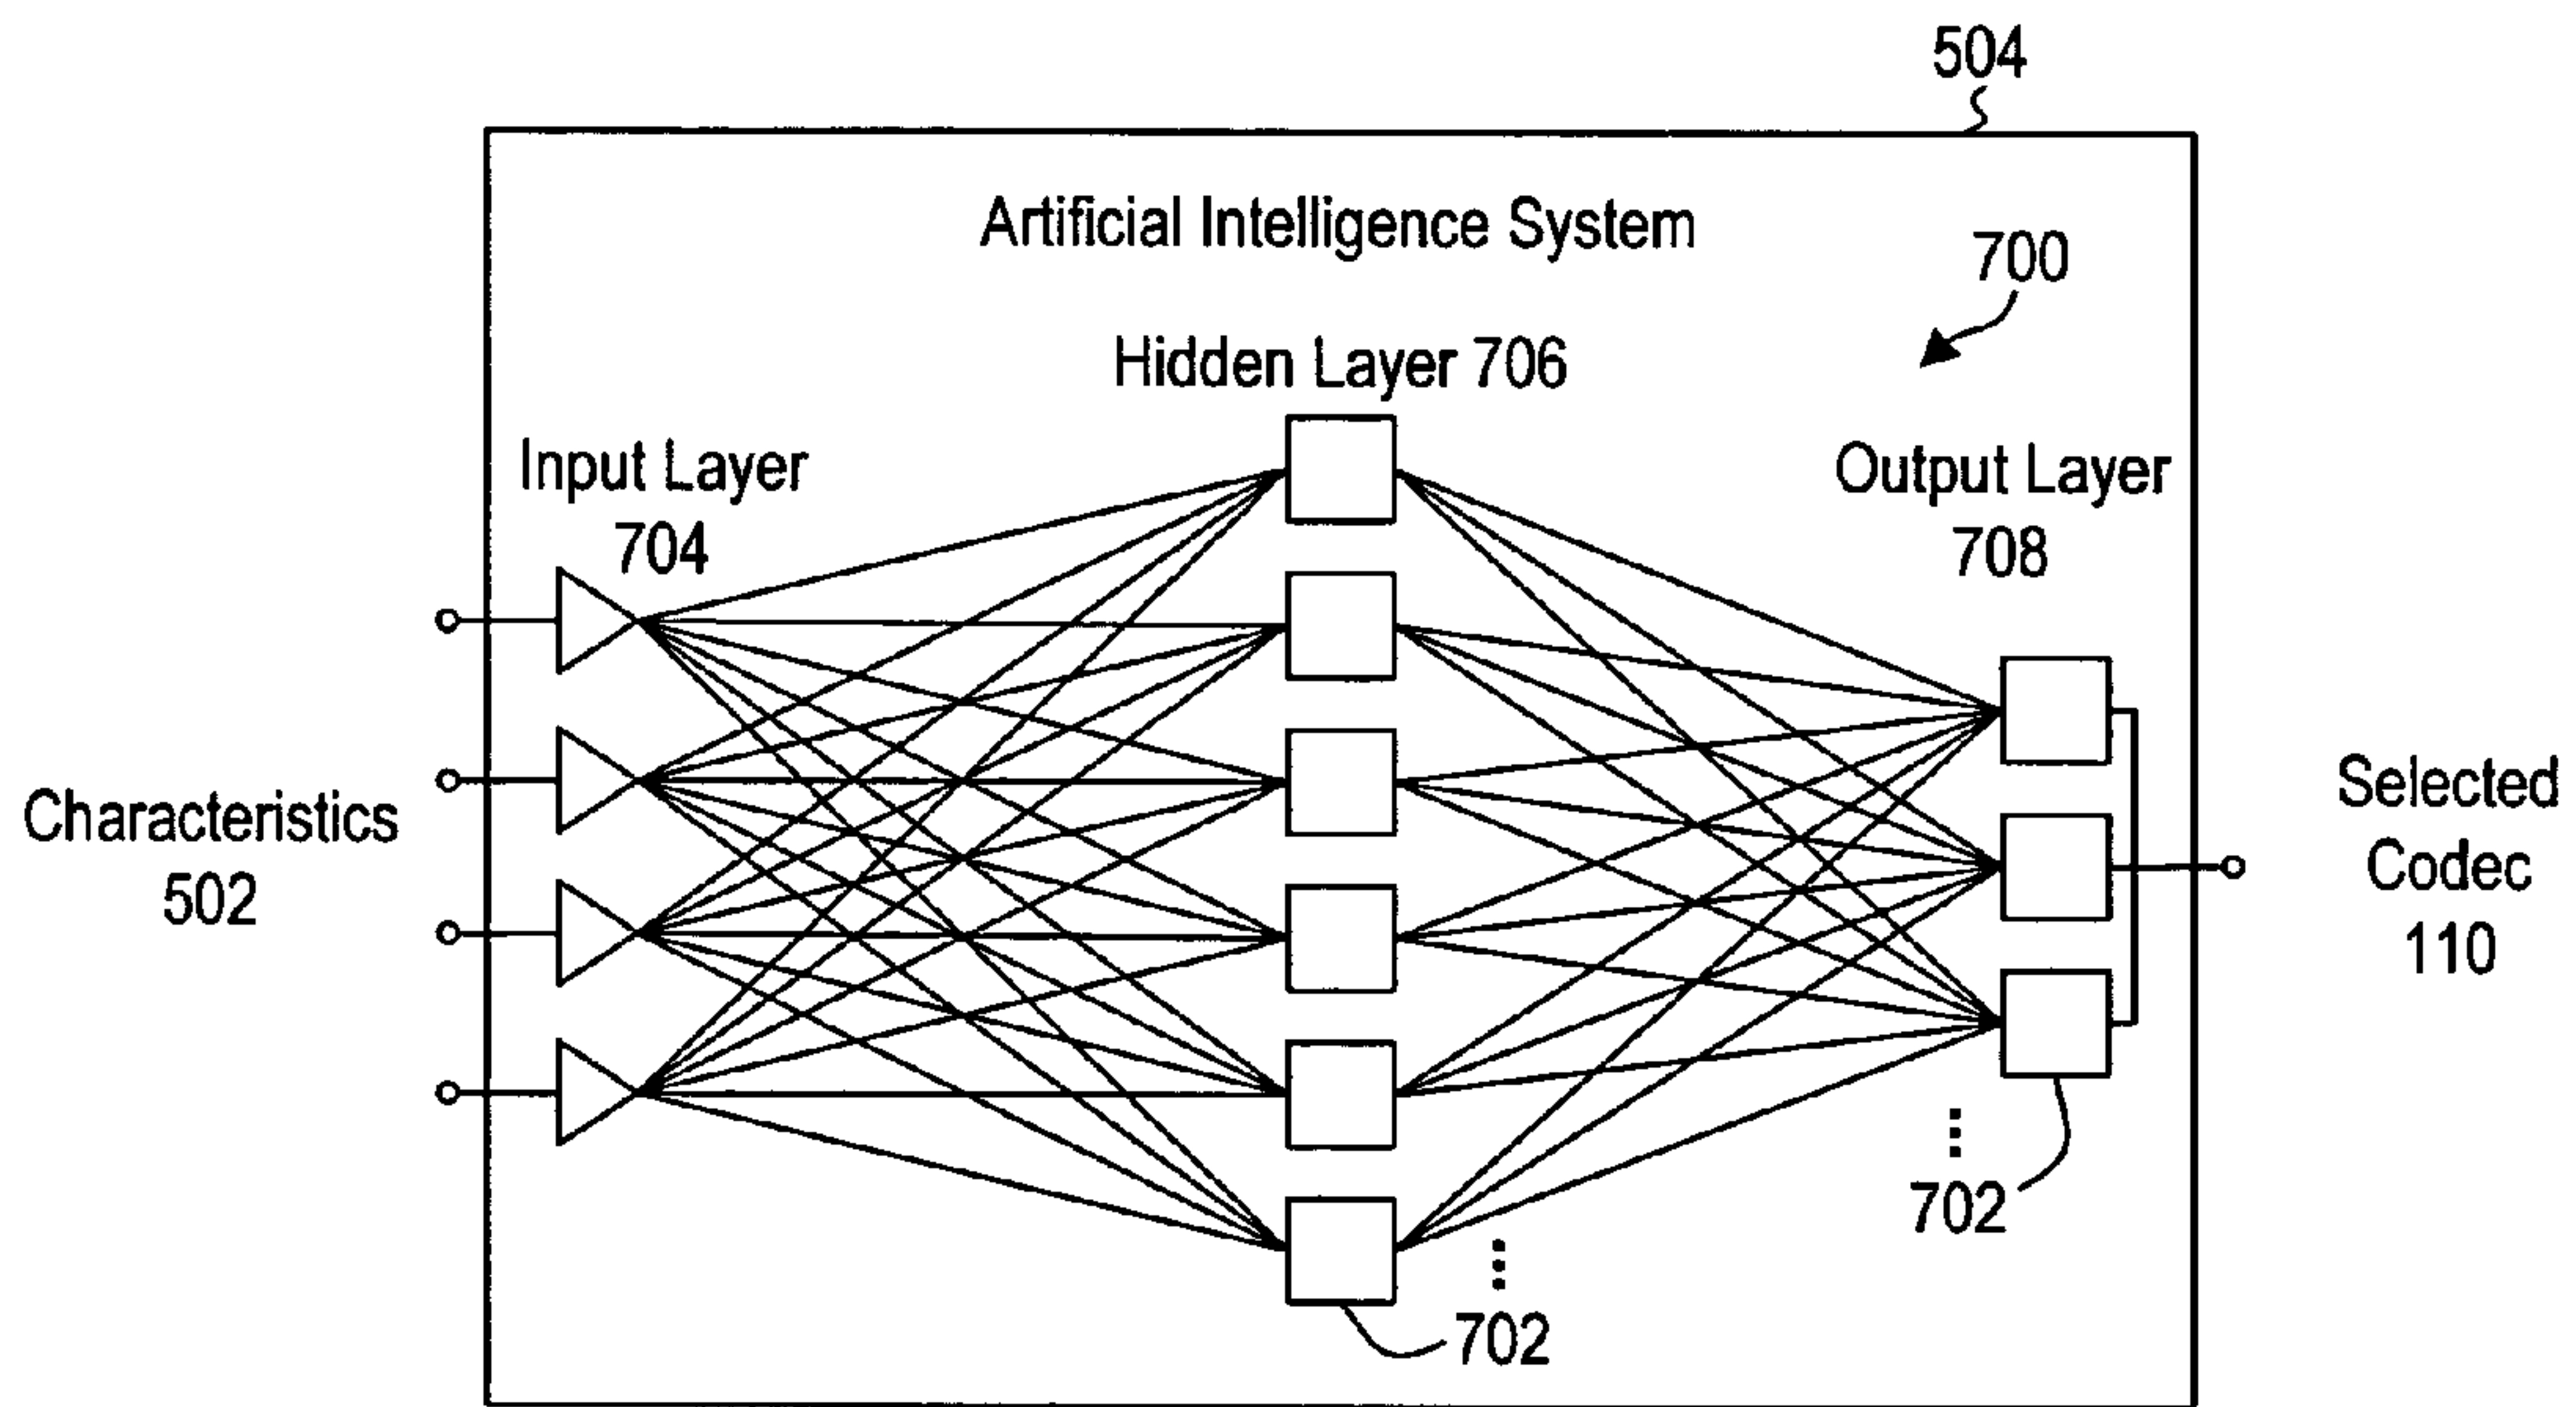 504
Artificial Intelligence System
700
Hidden Layer 706
Input Layer
704
Output Layer
708
Characteristics
502
Selected
Codec
110
702
702